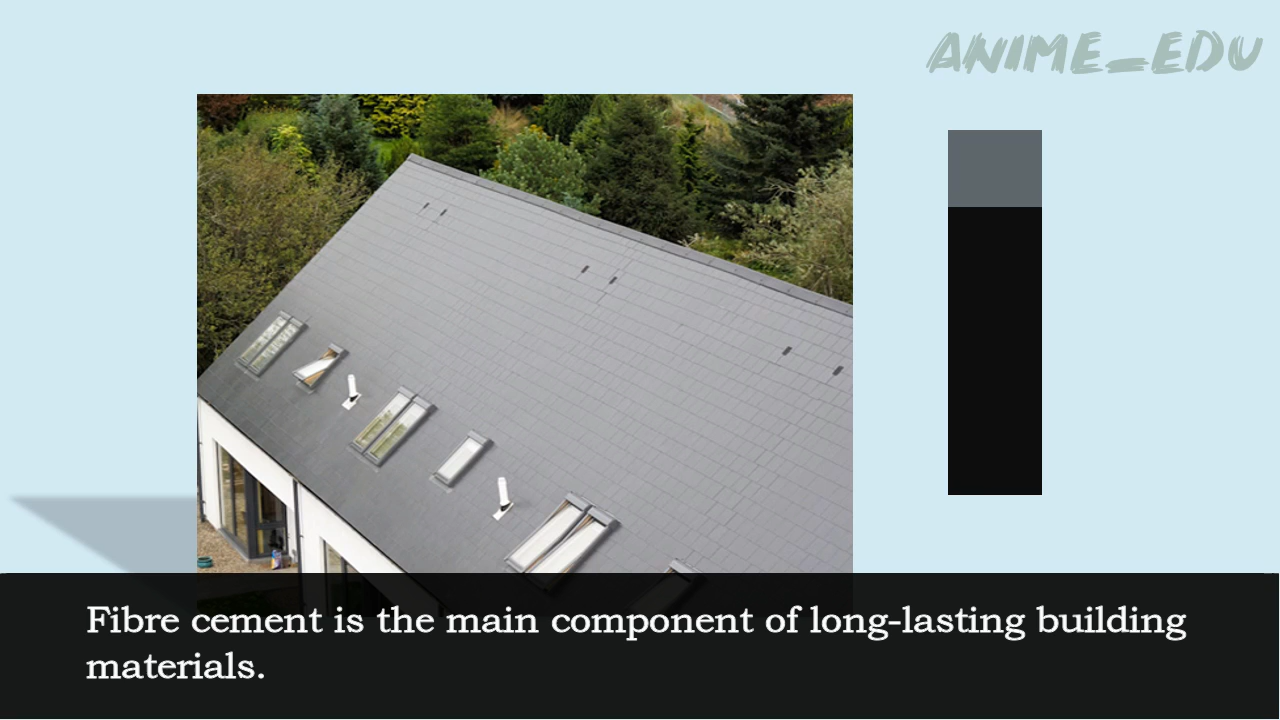 ANIME_EDU
Fibre cement is the main component of long-lasting building
materials.